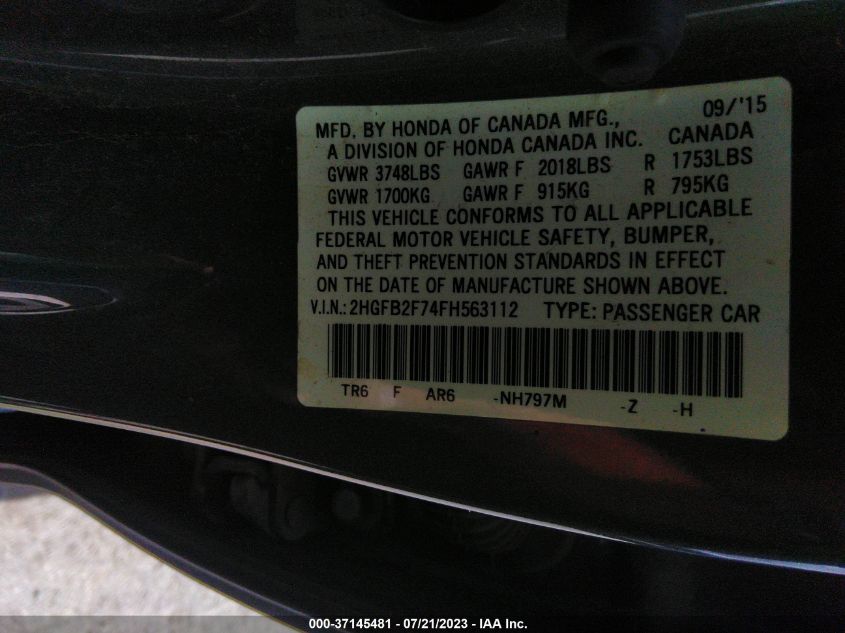 09/'15
MFD. BY HONDA OF CANADA MFG.,
A DIVISION OF HONDA CANADA INC. CANADA
GVWR 3748LBS GAWR F 2018LBS R 1753LBS
GVWR 1700KG GAWR F 915KG R 795KG
THIS VEHICLE CONFORMS TO ALL APPLICABLE
FEDERAL MOTOR VEHICLE SAFETY, BUMPER,
AND THEFT PREVENTION STANDARDS IN EFFECT
ON THE DATE OF MANUFACTURE SHOWN ABOVE.
V.I.N.:2HGFB2F74FH563112 TYPE: PASSENGER CAR
TR6 F AR6 -NH797M -Z -H
000-37145481 - 07/21/2023 - IAA Inc.